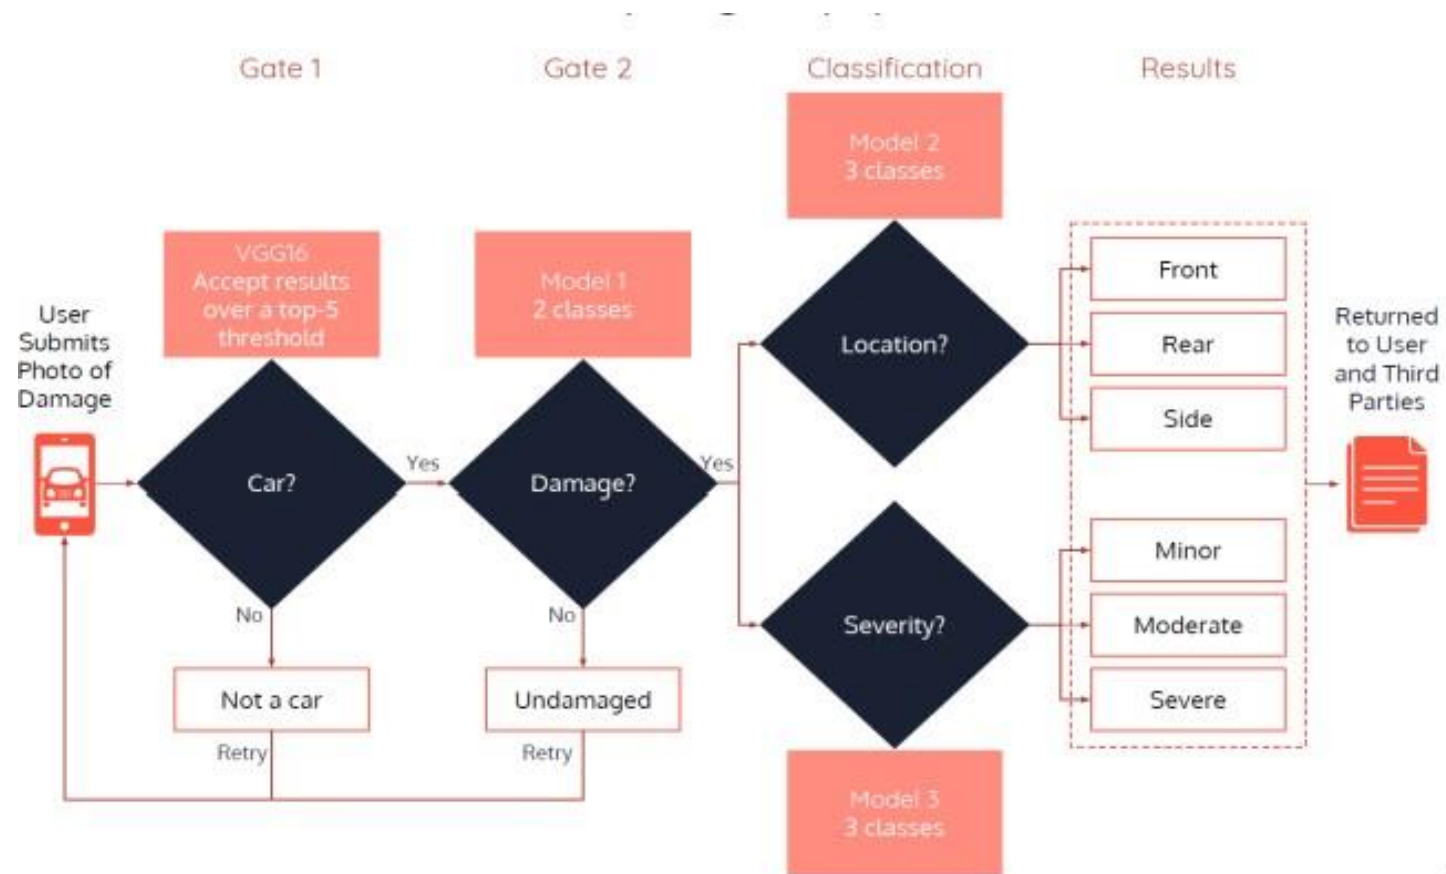 Gate 1
Gate 2
Classification
Results
User
Submits
Photo of
Damage
VGG16
Accept results
over a top-5
threshold
Car?
Yes
No
Not a car
Retry
Model 1
2 classes
Damage?
Yes
No
Undamaged
Retry
Model 2
3 classes
Location?
Front
Rear
Side
Severity?
Model 3
3 classes
Minor
Moderate
Severe
Returned
to User
and Third
Parties